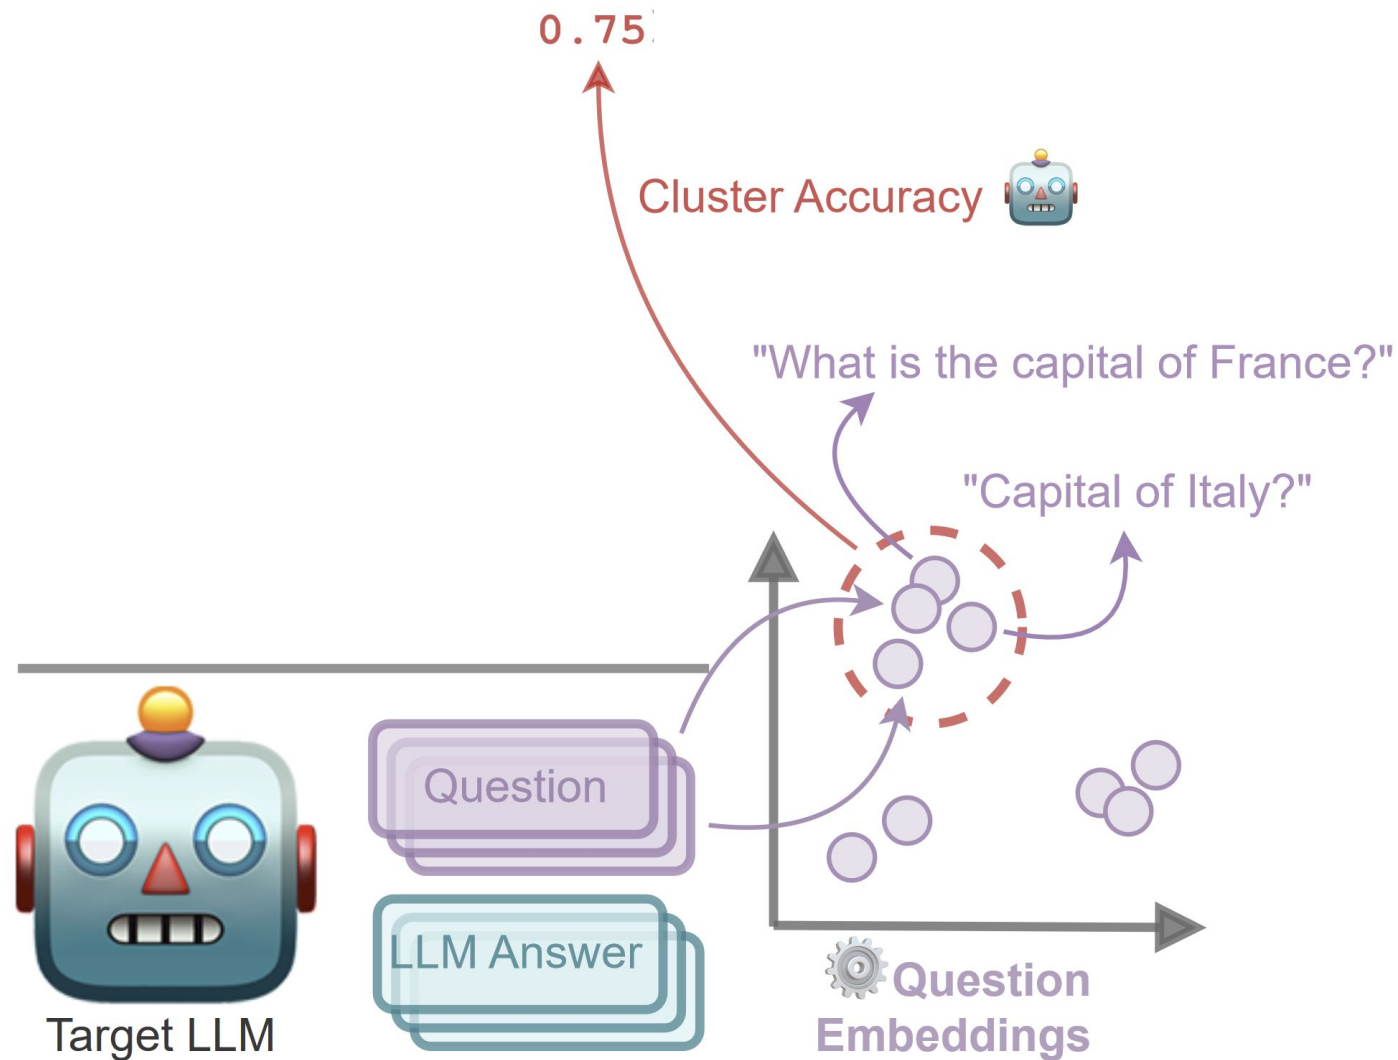 0.75
Cluster Accuracy
"What is the capital of France?"
"Capital of Italy?"
Question
LLM Answer
Target LLM
Question
Embeddings